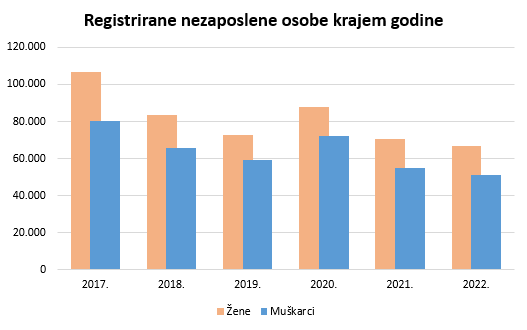 Registrirane nezaposlene osobe krajem godine
120.000
100.000
80.000
60.000
40.000
20.000
0
2017. 2018. 2019. 2020. 2021. 2022.
Žene Muškarci